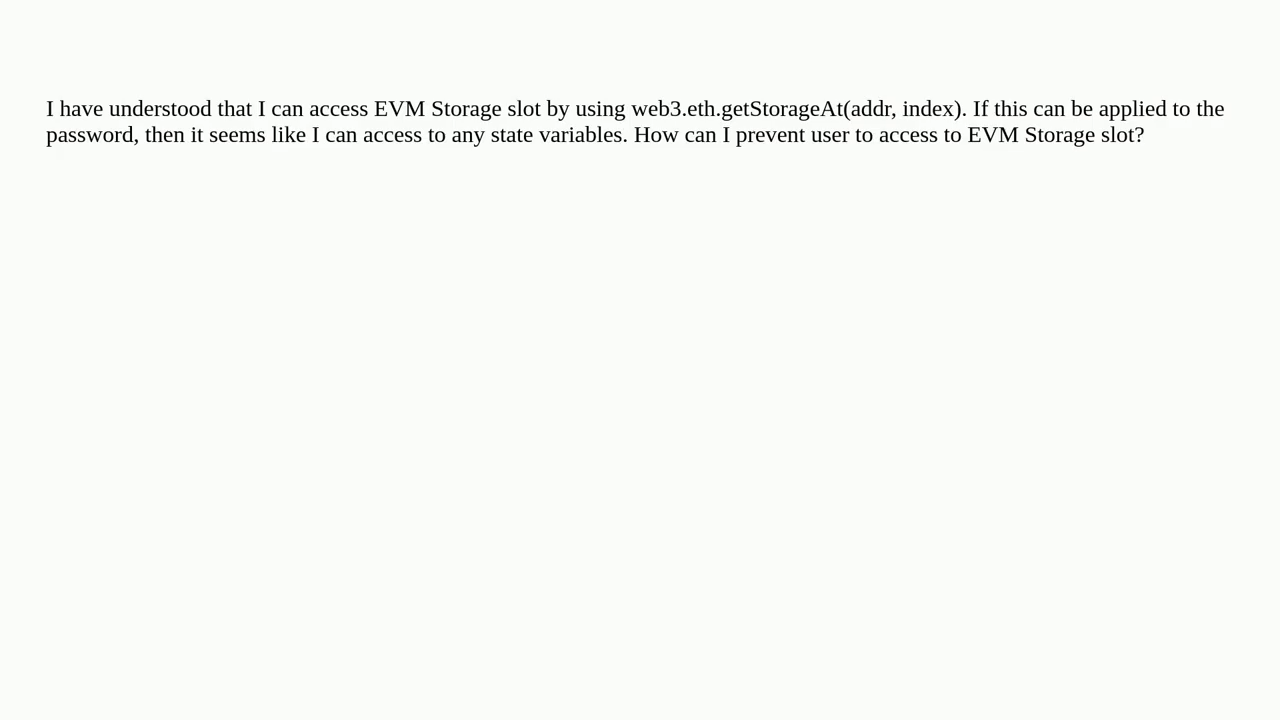 I have understood that I can access EVM Storage slot by using web3.eth.getStorageAt(addr, index). If this can be applied to the
password, then it seems like I can access to any state variables. How can I prevent user to access to EVM Storage slot?